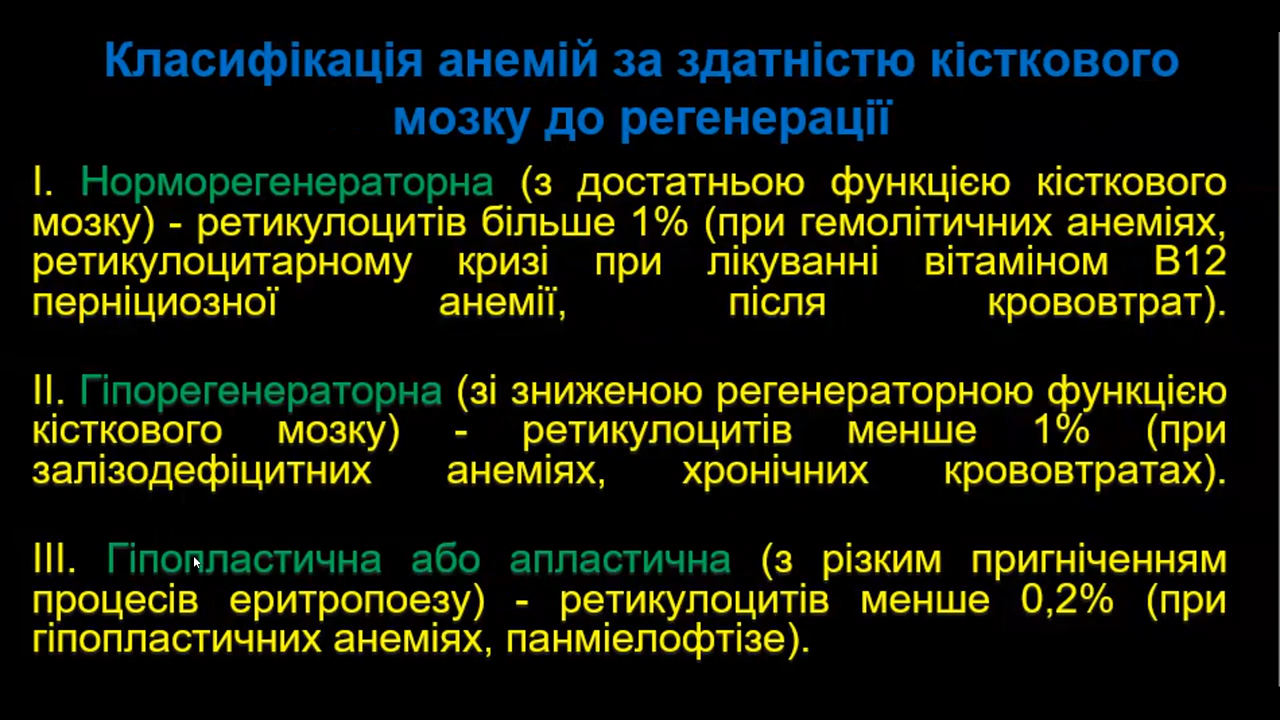 Класифікація анемій за здатністю кісткового
мозку до регенерації
I. Норморегенераторна (з достатньою функцією кісткового
мозку) - ретикулоцитів більше 1% (при гемолітичних анеміях,
ретикулоцитарному кризі при лікуванні вітаміном В12
перніциозної анемії, після крововтрат).
II. Гіпорегенераторна (зі зниженою регенераторною функцією
кісткового мозку) - ретикулоцитів менше 1% (при
залізодефіцитних анеміях, хронічних крововтратах).
III. Гіпопластична або апластична (з різким пригніченням
процесів еритропоезу) - ретикулоцитів менше 0,2% (при
гіпопластичних анеміях, панміелофтізе).